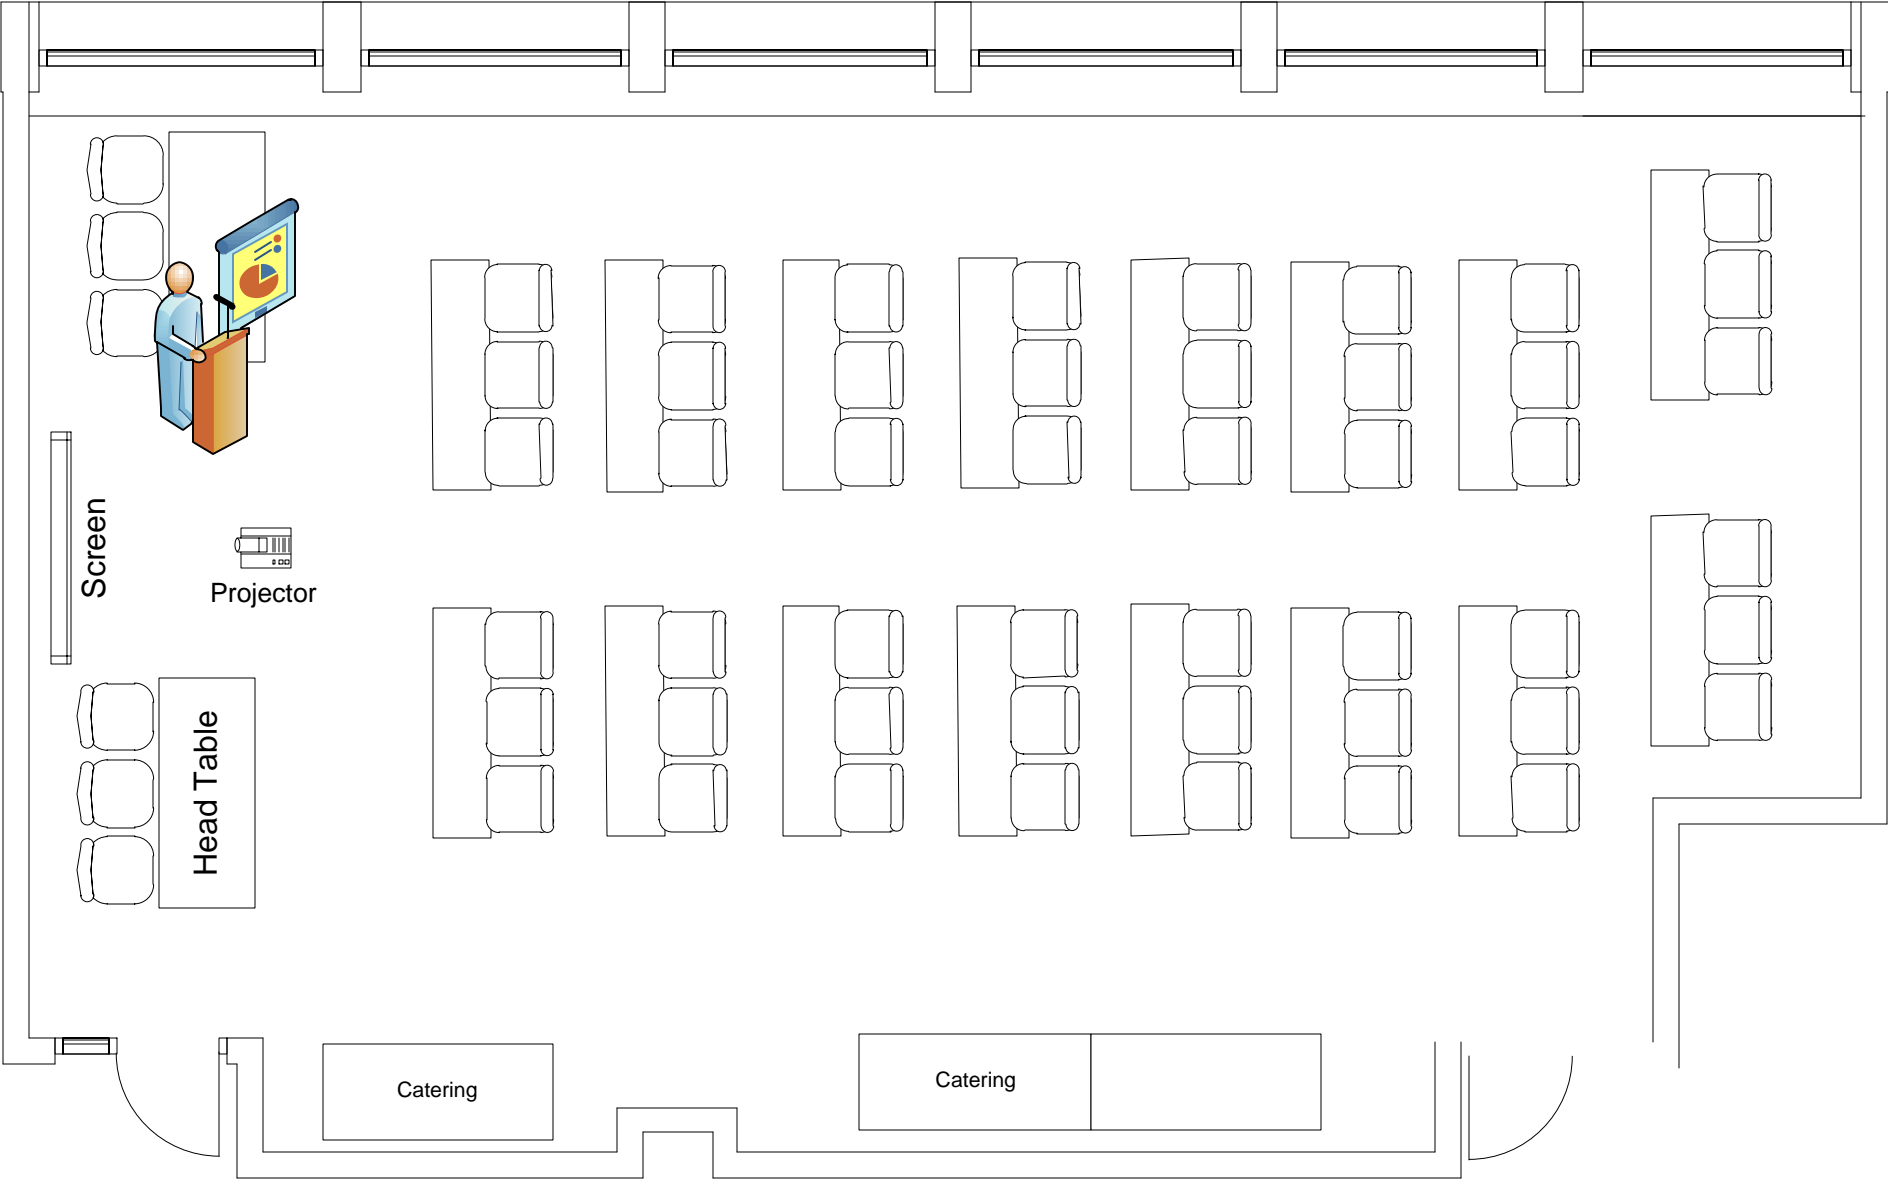 Screen
Projector
Head Table
Catering
Catering